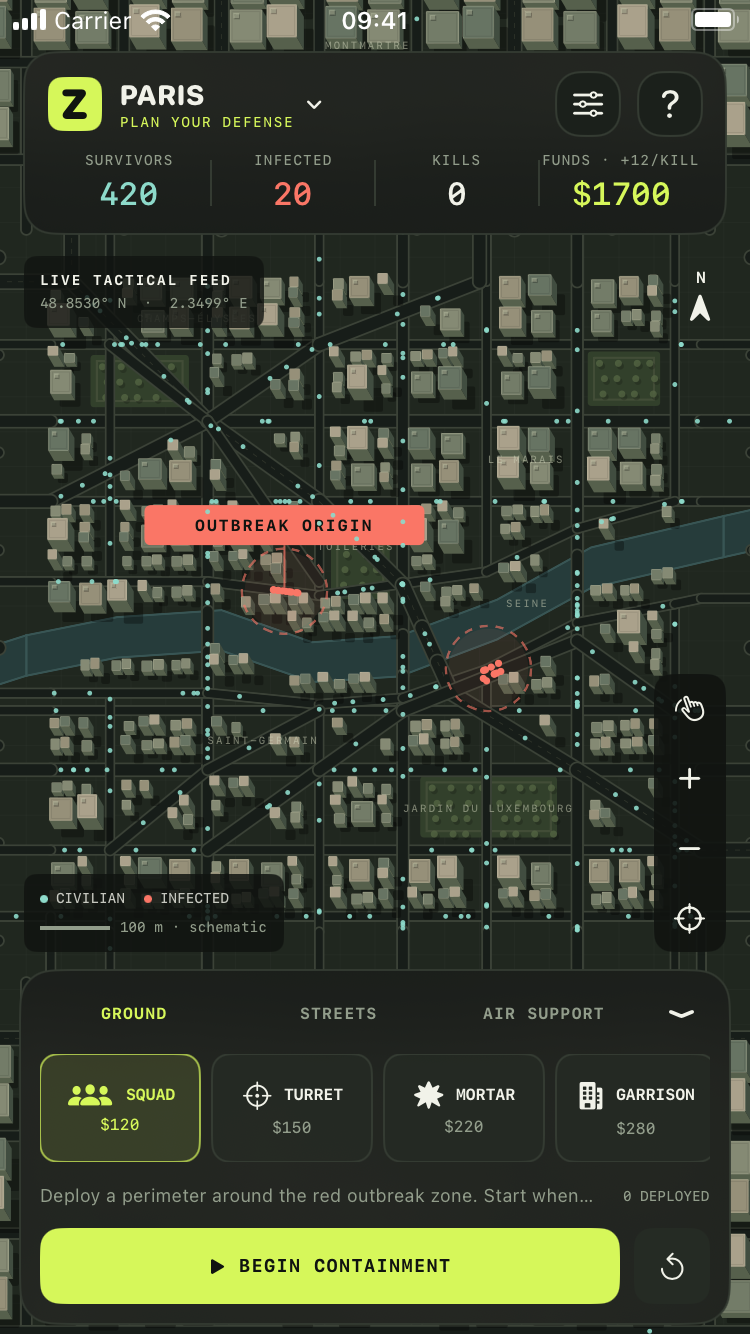 Carrier 09:41
MONTMARTRE
Z PARIS
PLAN YOUR DEFENSE
?
SURVIVORS INFECTED KILLS FUNDS · +12/KILL
420 20 0 $1700
LIVE TACTICAL FEED
48.8530° N · 2.3499° E
N
LE MARAIS
OUTBREAK ORIGIN
TUILERIES
SEINE
SAINT-GERMAIN
JARDIN DU LUXEMBOURG
CIVILIAN INFECTED
100 m · schematic
GROUND STREETS AIR SUPPORT
SQUAD TURRET MORTAR GARRISON
$120 $150 $220 $280
Deploy a perimeter around the red outbreak zone. Start when... 0 DEPLOYED
BEGIN CONTAINMENT